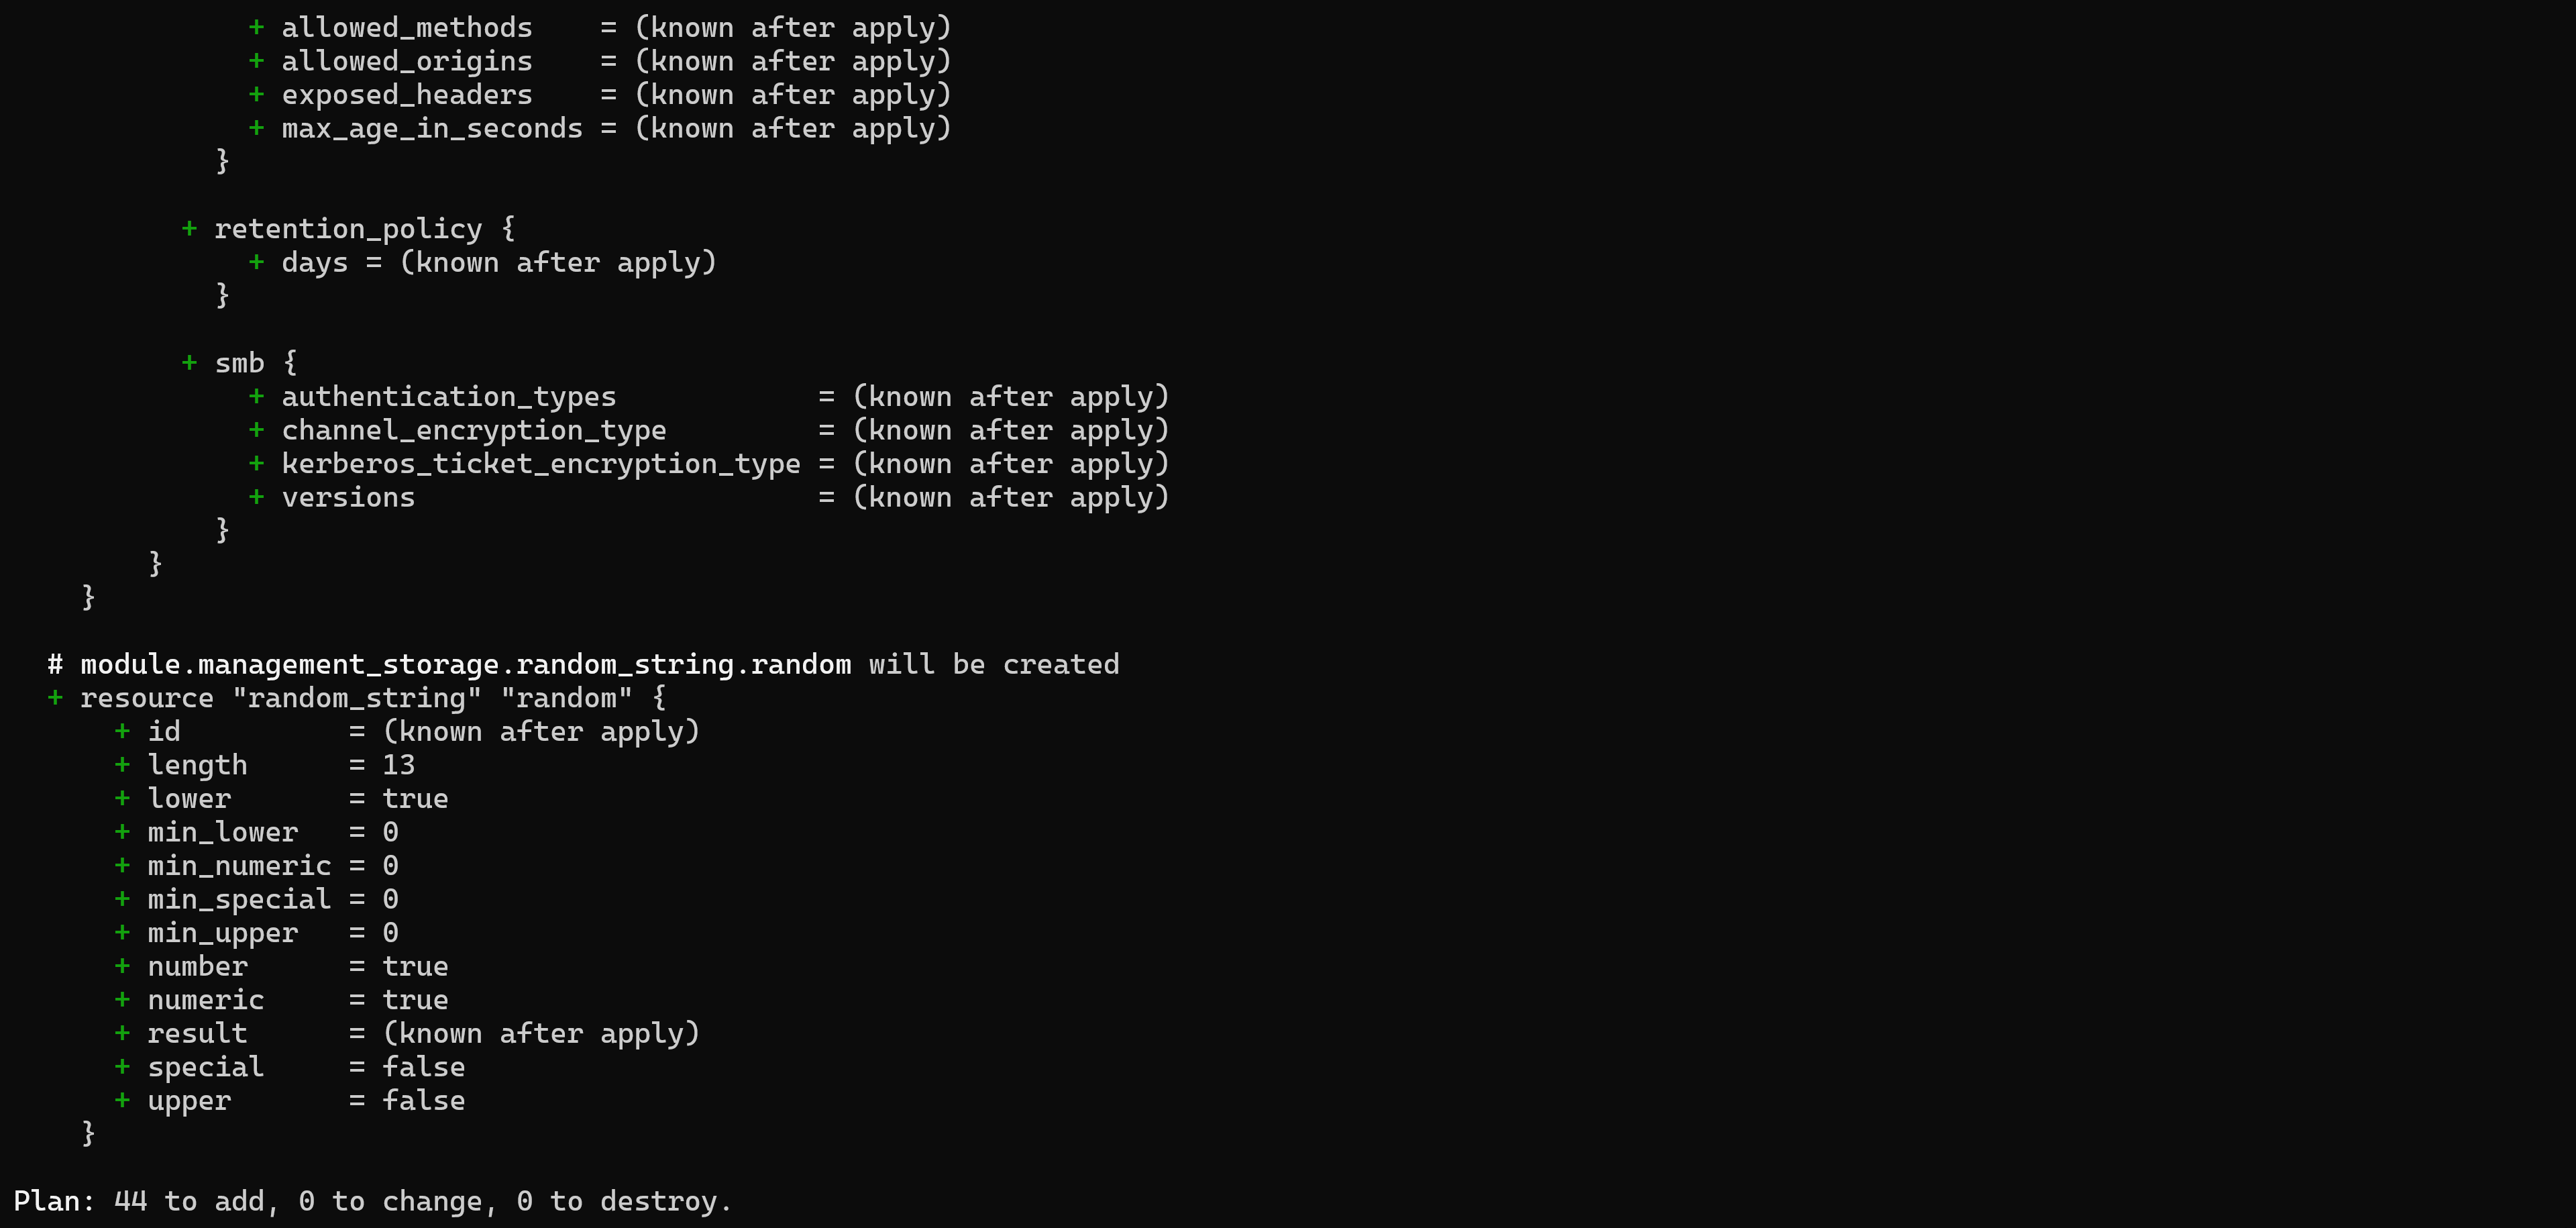 + allowed_methods    = (known after apply)
              + allowed_origins    = (known after apply)
              + exposed_headers    = (known after apply)
              + max_age_in_seconds = (known after apply)
            }

          + retention_policy {
              + days = (known after apply)
            }

          + smb {
              + authentication_types            = (known after apply)
              + channel_encryption_type         = (known after apply)
              + kerberos_ticket_encryption_type = (known after apply)
              + versions                        = (known after apply)
            }
        }
    }

  # module.management_storage.random_string.random will be created
  + resource "random_string" "random" {
      + id          = (known after apply)
      + length      = 13
      + lower       = true
      + min_lower   = 0
      + min_numeric = 0
      + min_special = 0
      + min_upper   = 0
      + number      = true
      + numeric     = true
      + result      = (known after apply)
      + special     = false
      + upper       = false
    }

Plan: 44 to add, 0 to change, 0 to destroy.